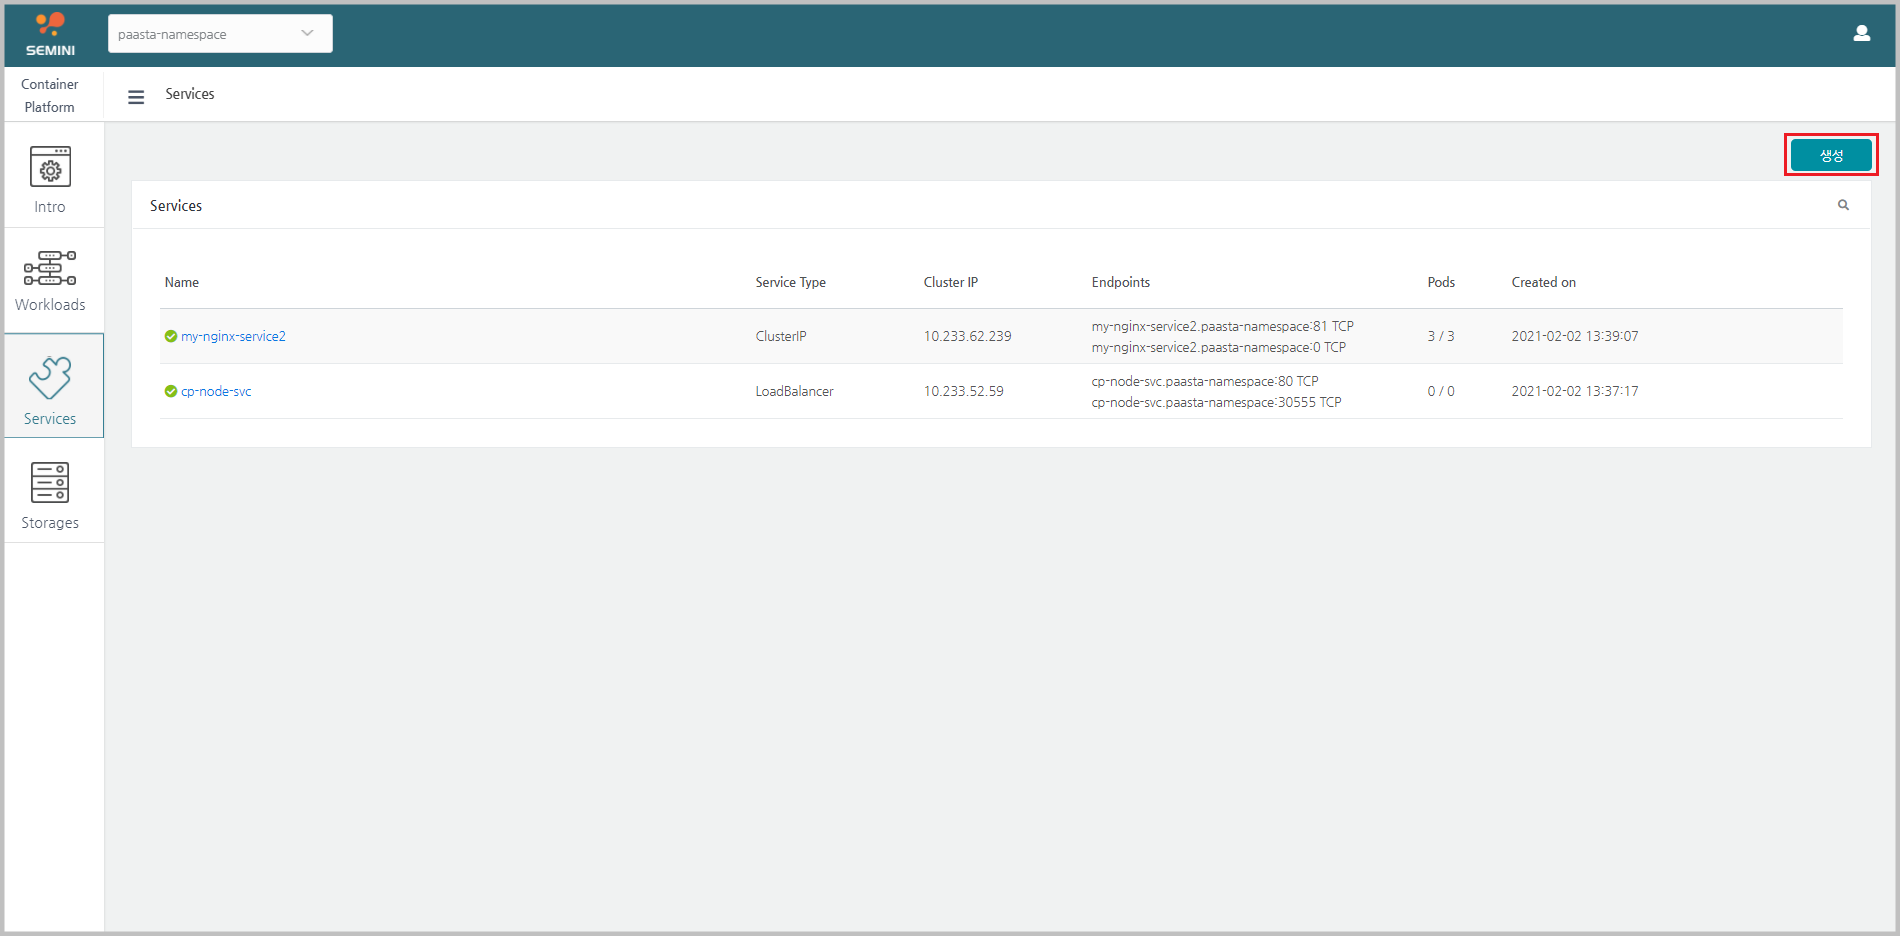 SEMINI
paasta-namespace
Container
Platform
Services
생성
Intro
Workloads
Services
Storages
Services
Name Service Type Cluster IP Endpoints Pods Created on
my-nginx-service2 ClusterIP 10.233.62.239 my-nginx-service2.paasta-namespace:81 TCP 3 / 3 2021-02-02 13:39:07
my-nginx-service2.paasta-namespace:0 TCP
cp-node-svc LoadBalancer 10.233.52.59 cp-node-svc.paasta-namespace:80 TCP 0 / 0 2021-02-02 13:37:17
cp-node-svc.paasta-namespace:30555 TCP